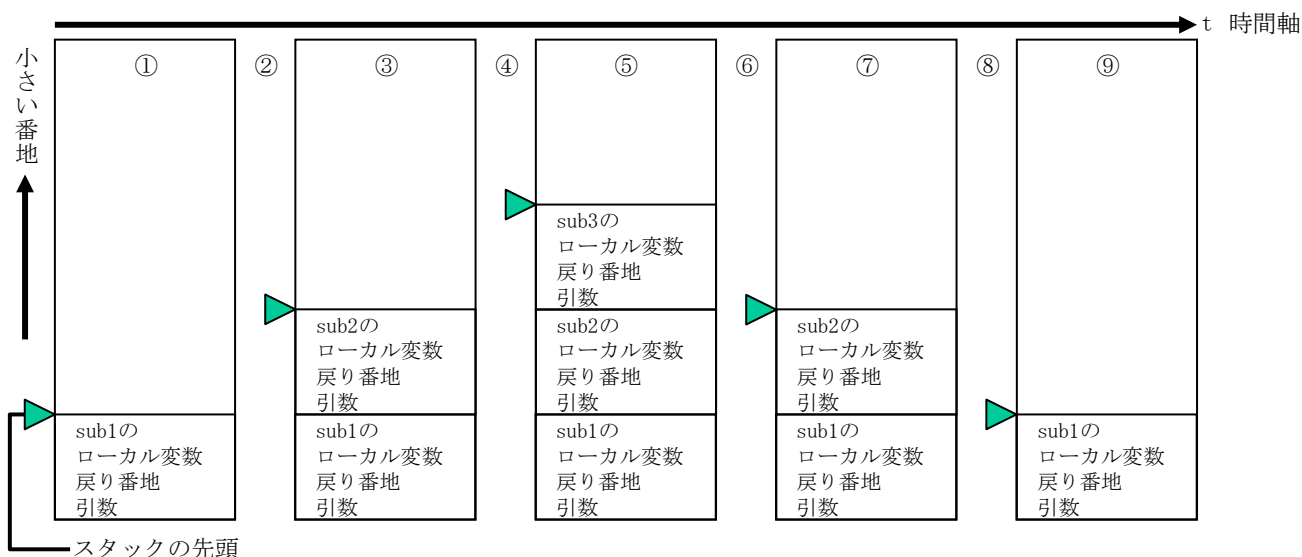 t 時間軸
小さい番地
①
②
③
④
⑤
⑥
⑦
⑧
⑨
sub1の
ローカル変数
戻り番地
引数
sub2の
ローカル変数
戻り番地
引数
sub1の
ローカル変数
戻り番地
引数
sub3の
ローカル変数
戻り番地
引数
sub2の
ローカル変数
戻り番地
引数
sub1の
ローカル変数
戻り番地
引数
sub2の
ローカル変数
戻り番地
引数
sub1の
ローカル変数
戻り番地
引数
sub1の
ローカル変数
戻り番地
引数
スタックの先頭